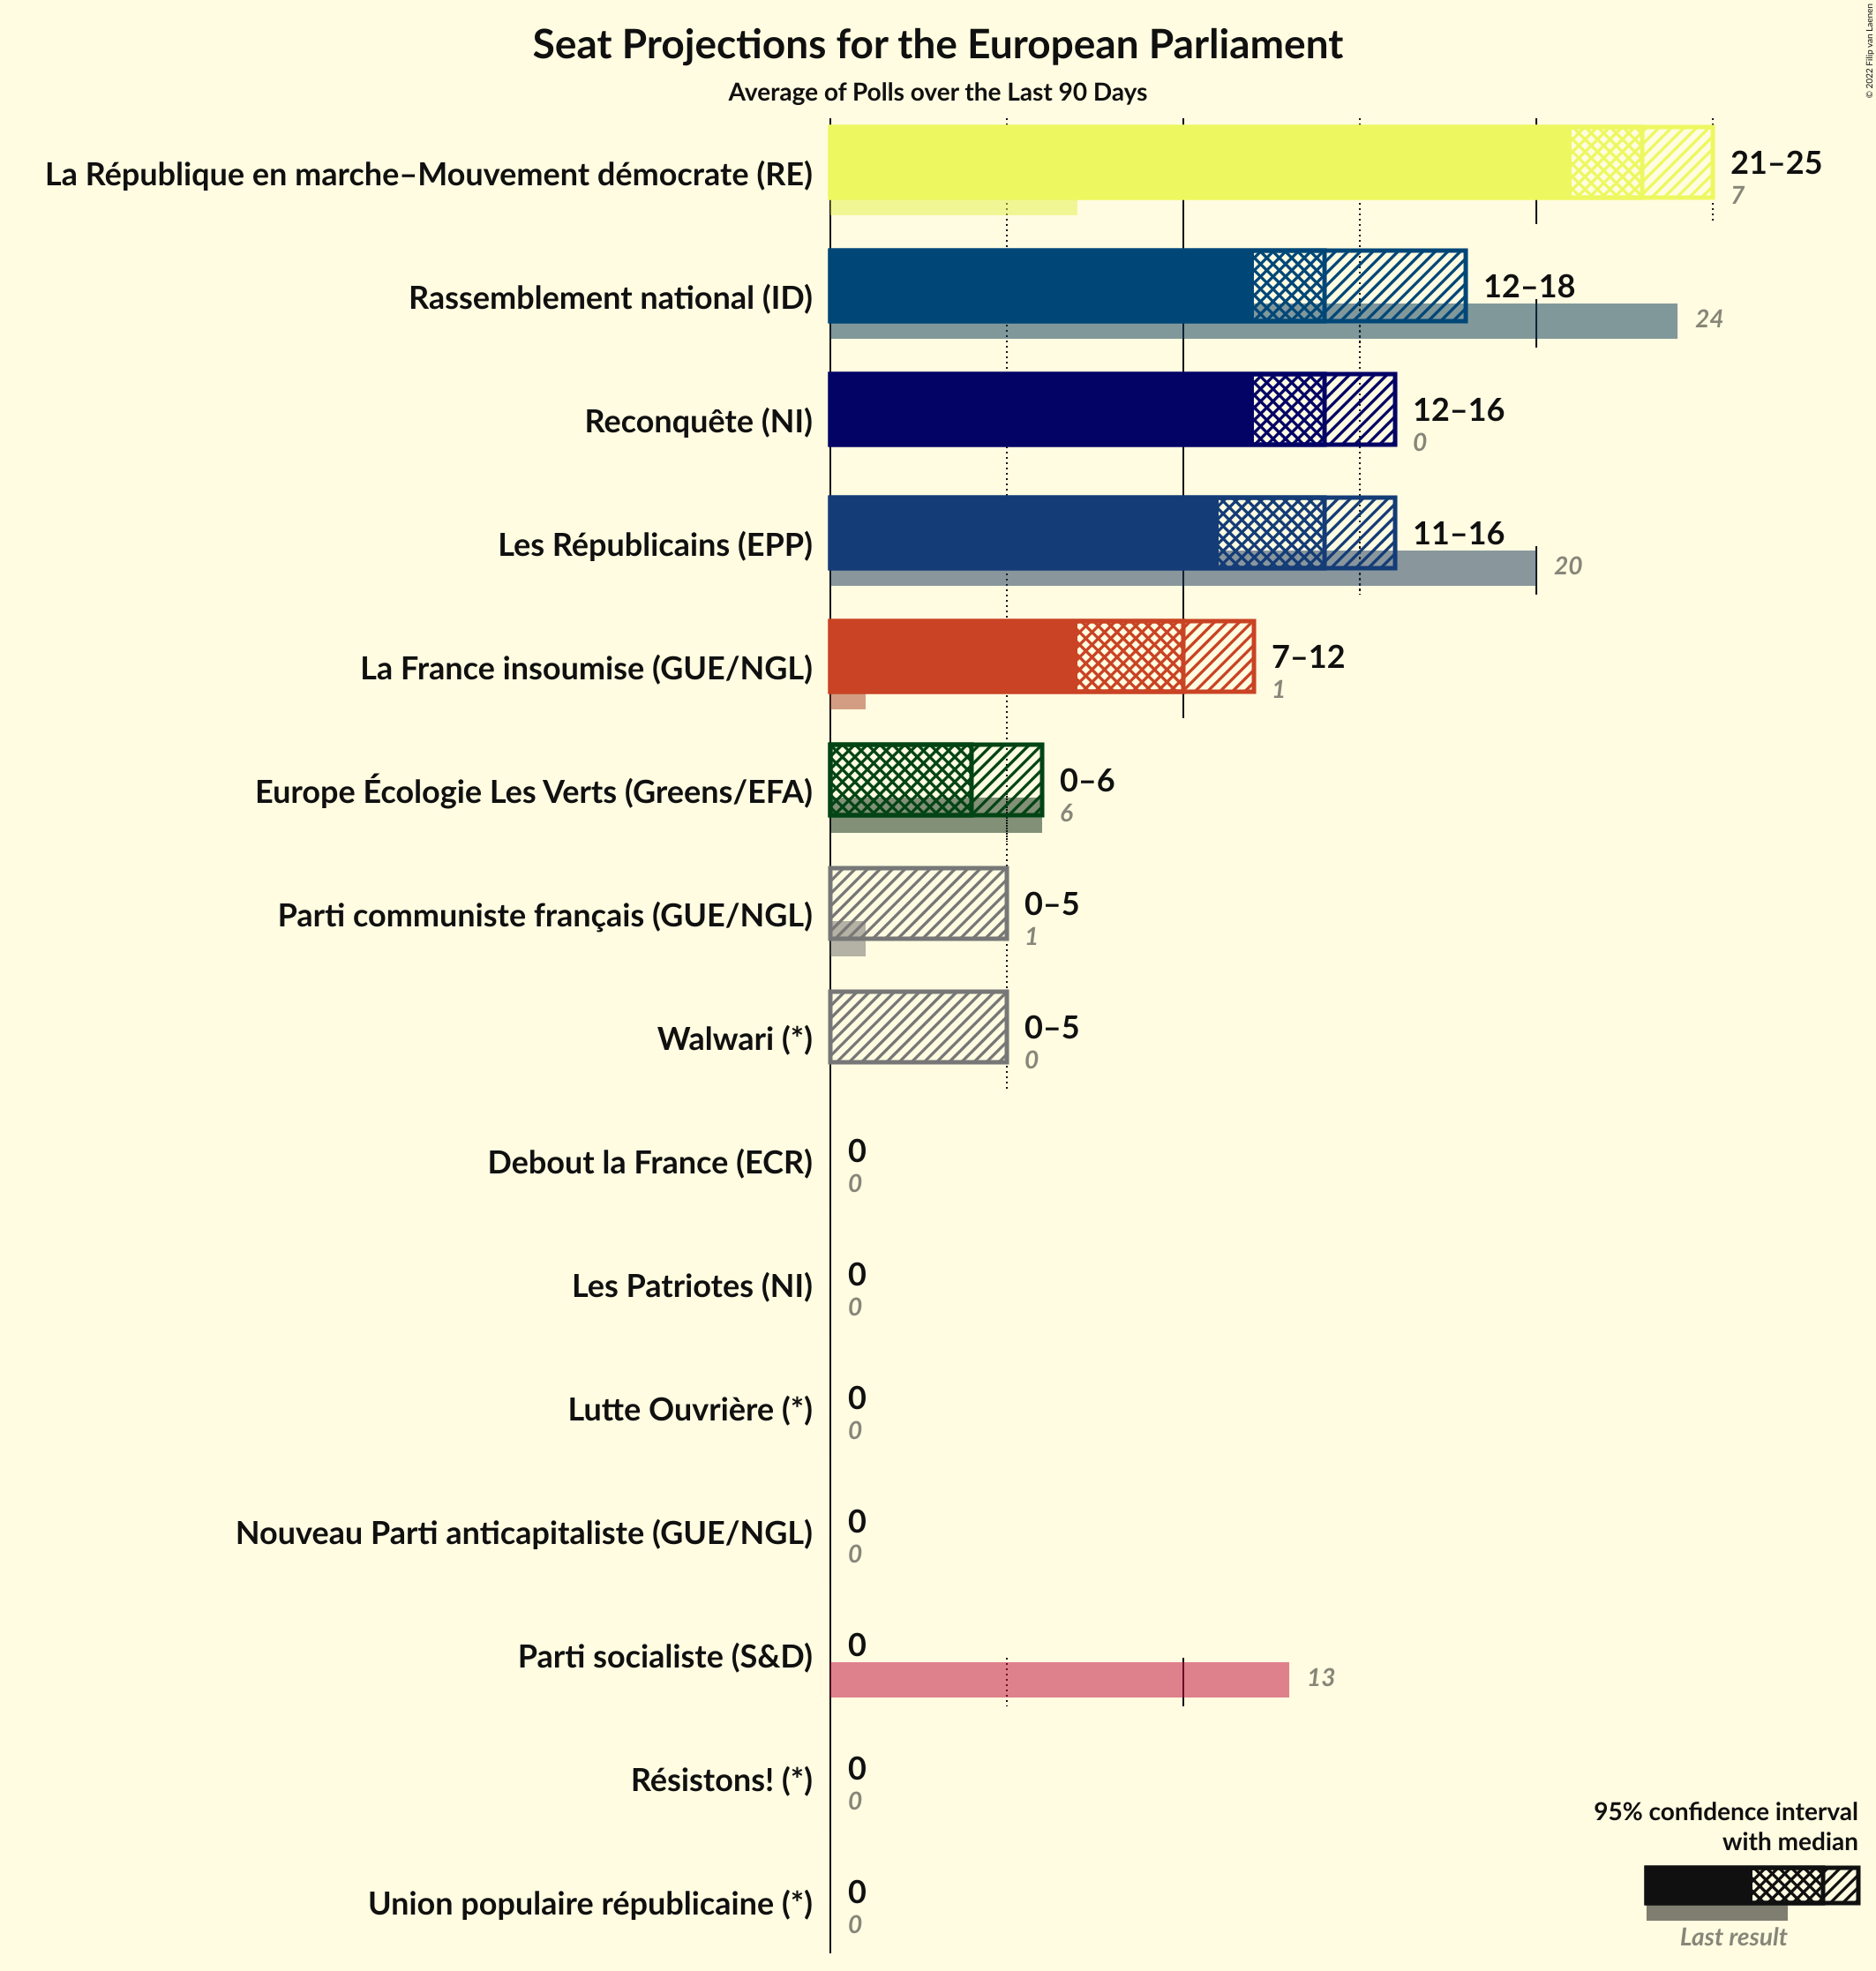 Seat Projections for the European Parliament
Average of Polls over the Last 90 Days
© 2022 Filip van Laenen
La République en marche–Mouvement démocrate (RE)
21–25
7
Rassemblement national (ID)
12–18
24
Reconquête (NI)
12–16
0
Les Républicains (EPP)
11–16
20
La France insoumise (GUE/NGL)
7–12
1
Europe Écologie Les Verts (Greens/EFA)
0–6
6
Parti communiste français (GUE/NGL)
0–5
1
Walwari (*)
0–5
0
Debout la France (ECR)
0
0
Les Patriotes (NI)
0
0
Lutte Ouvrière (*)
0
0
Nouveau Parti anticapitaliste (GUE/NGL)
0
0
Parti socialiste (S&D)
0
13
Résistons! (*)
0
0
Union populaire républicaine (*)
0
0
95% confidence interval
with median
Last result